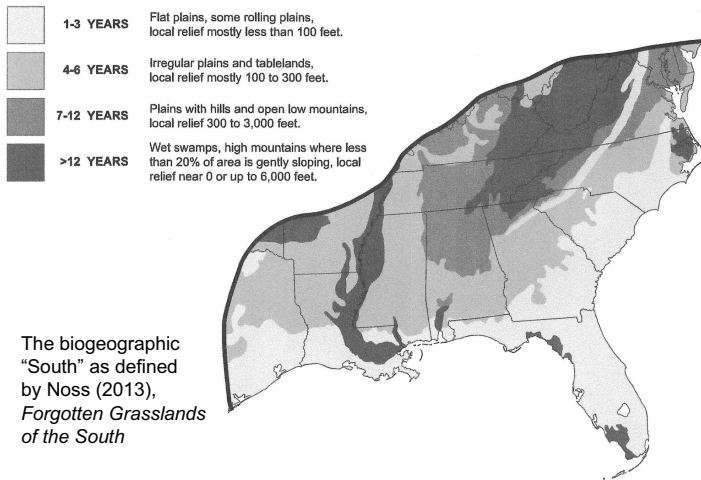 1-3 YEARS Flat plains, some rolling plains,
local relief mostly less than 100 feet.
4-6 YEARS Irregular plains and tablelands,
local relief mostly 100 to 300 feet.
7-12 YEARS Plains with hills and open low mountains,
local relief 300 to 3,000 feet.
>12 YEARS Wet swamps, high mountains where less
than 20% of area is gently sloping, local
relief near 0 or up to 6,000 feet.
The biogeographic
“South” as defined
by Noss (2013),
Forgotten Grasslands
of the South